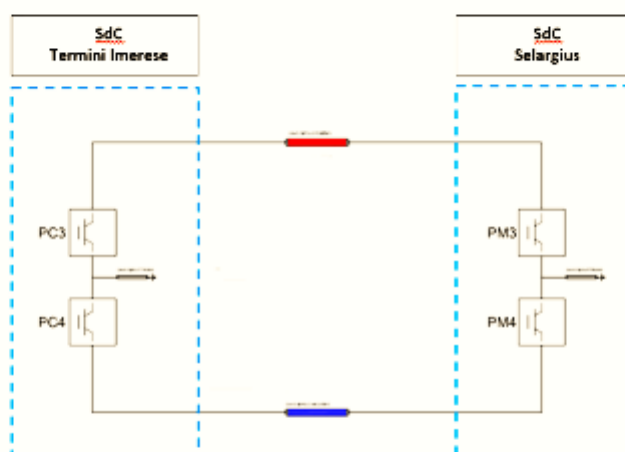 SdC
Termini Imerese
SdC
Selargius
PC3
PM3
PC4
PM4